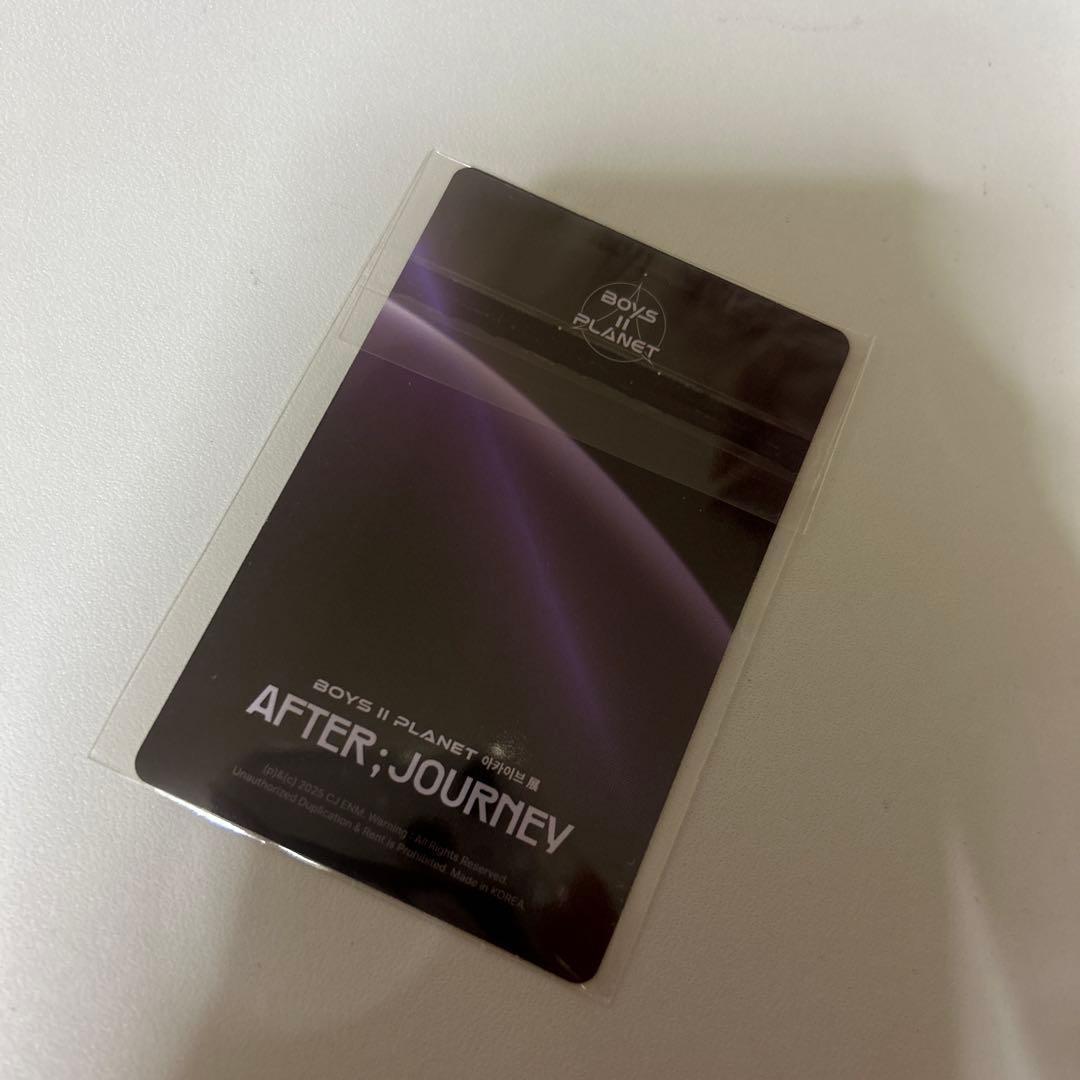 BOYS
II
PLANET
BOYS II PLANET 아카이브 展
AFTER; JOURNEY
(p)&(c) 2025 CJ ENM. Warning : All Rights Reserved.
Unauthorized Duplication & Rent is Prohibited. Made in KOREA.